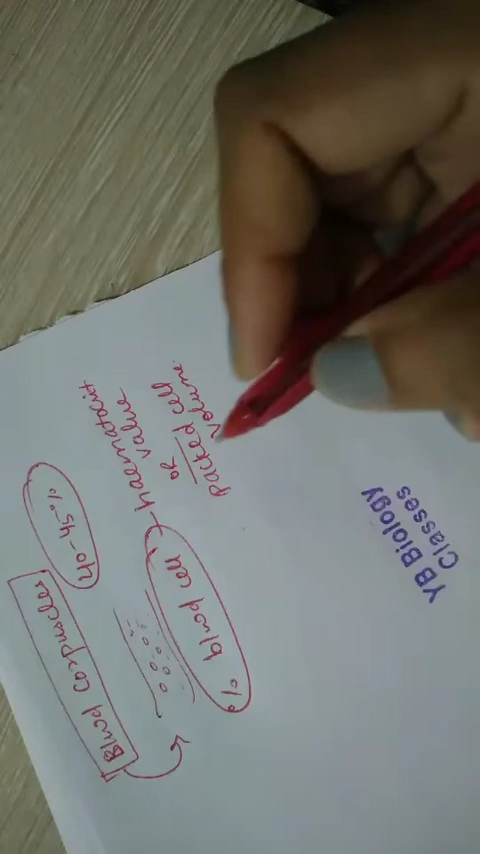 Blood Corpuscles
40-45%
% blood cell → haematocrit
value
or
packed cell
volume.
YB Biology
Classes